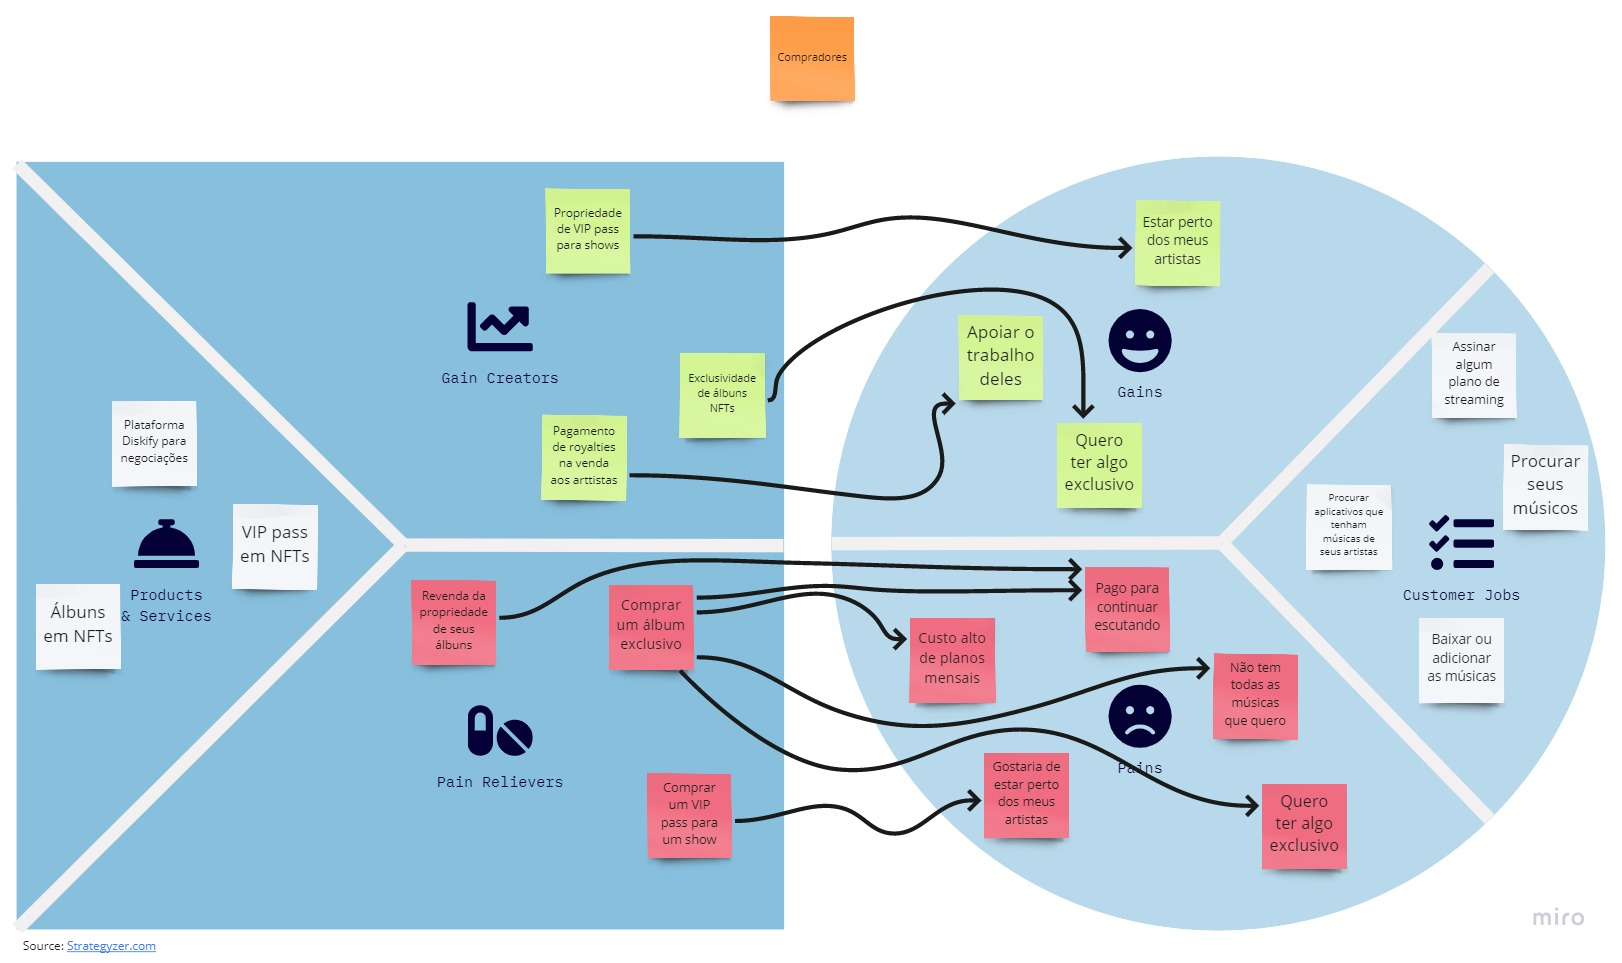 Compradores
Propriedade
de VIP pass
para shows
Gain Creators
Exclusividade
de álbuns
NFTs
Pagamento
de royalties
na venda
aos arttistas
Plataforma
Diskify para
negociações
VIP pass
em NFTs
Products
& Services
Álbuns
em NFTs
Revenda da
propriedade
de seus
álbuns
Comprar
um álbum
exclusivo
Pain Relievers
Comprar
um VIP
pass para
um show
Estar perto
dos meus
artistas
Apoiar o
trabalho
deles
Gains
Quero
ter algo
exclusivo
Pago para
continuar
escutando
Custo alto
de planos
mensais
Não tem
todas as
músicas
que quero
Pains
Gostaria de
estar perto
dos meus
artistas
Quero
ter algo
exclusivo
Assinar
algum
plano de
streaming
Procurar
seus
músicos
Procurar
aplicativos que
tenham
músicas de
seus artistas
Customer Jobs
Baixar ou
adicionar
as músicas
miro
Source: Strategyzer.com